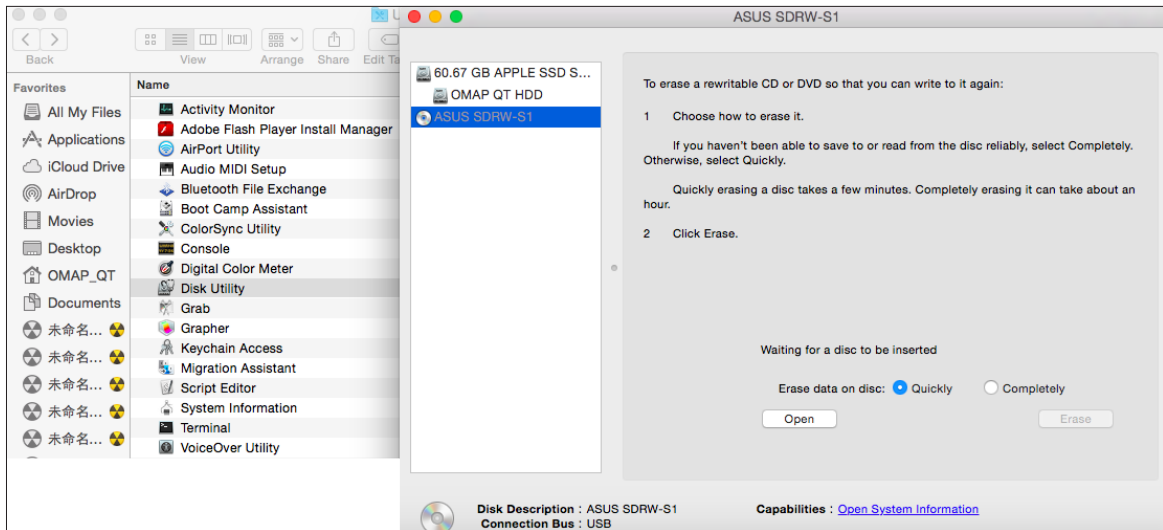 U
Back
View
Arrange
Share
Edit Ta
Favorites
All My Files
Applications
iCloud Drive
AirDrop
Movies
Desktop
OMAP_QT
Documents
未命名...
未命名...
未命名...
未命名...
未命名...
Name
Activity Monitor
Adobe Flash Player Install Manager
AirPort Utility
Audio MIDI Setup
Bluetooth File Exchange
Boot Camp Assistant
ColorSync Utility
Console
Digital Color Meter
Disk Utility
Grab
Grapher
Keychain Access
Migration Assistant
Script Editor
System Information
Terminal
VoiceOver Utility
ASUS SDRW-S1
60.67 GB APPLE SSD S...
OMAP QT HDD
ASUS SDRW-S1
To erase a rewritable CD or DVD so that you can write to it again:
1 Choose how to erase it.
If you haven't been able to save to or read from the disc reliably, select Completely.
Otherwise, select Quickly.
Quickly erasing a disc takes a few minutes. Completely erasing it can take about an
hour.
2 Click Erase.
Waiting for a disc to be inserted
Erase data on disc: Quickly Completely
Open Erase
Disk Description : ASUS SDRW-S1 Capabilities : Open System Information
Connection Bus : USB